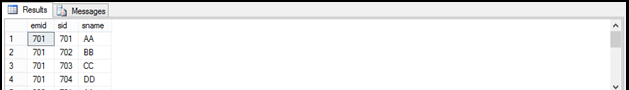 Results Messages
emid sid sname
1 701 701 AA
2 701 702 BB
3 701 703 CC
4 701 704 DD